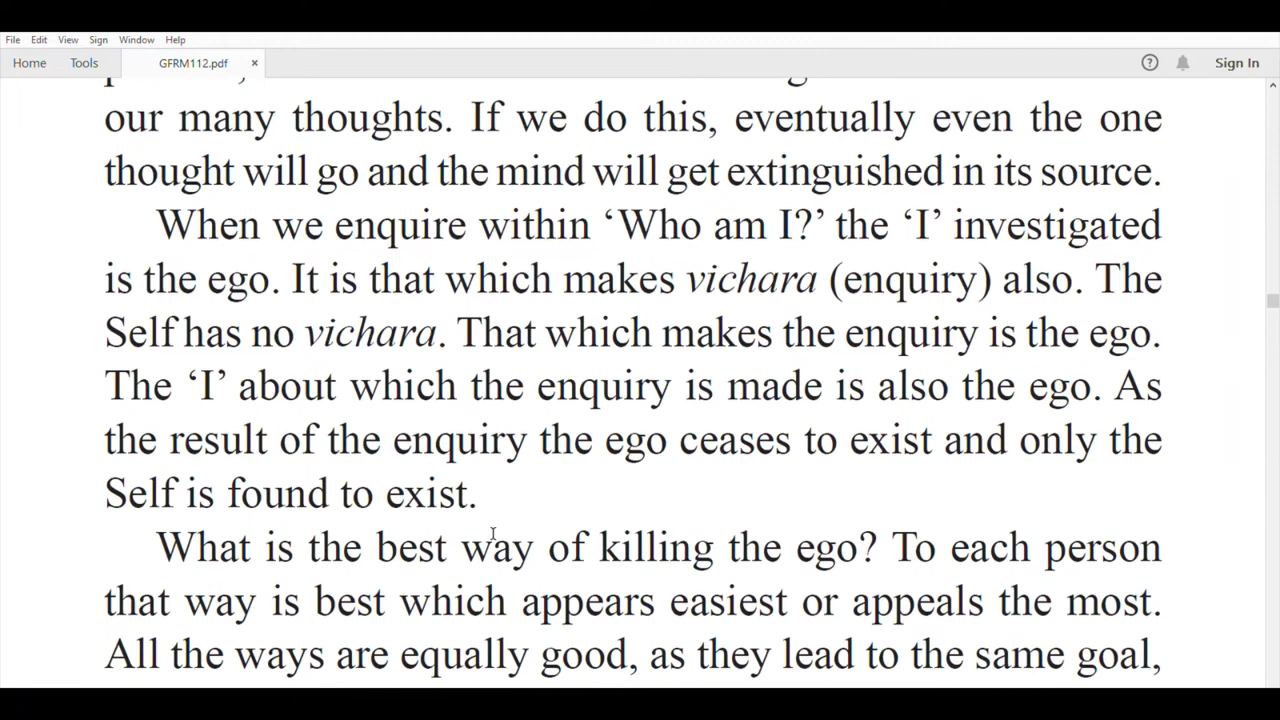 File Edit View Sign Window Help
Home Tools GFRM112.pdf × Sign In
our many thoughts. If we do this, eventually even the one
thought will go and the mind will get extinguished in its source.
When we enquire within ‘Who am I?’ the ‘I’ investigated
is the ego. It is that which makes vichara (enquiry) also. The
Self has no vichara. That which makes the enquiry is the ego.
The ‘I’ about which the enquiry is made is also the ego. As
the result of the enquiry the ego ceases to exist and only the
Self is found to exist.
What is the best way of killing the ego? To each person
that way is best which appears easiest or appeals the most.
All the ways are equally good, as they lead to the same goal,